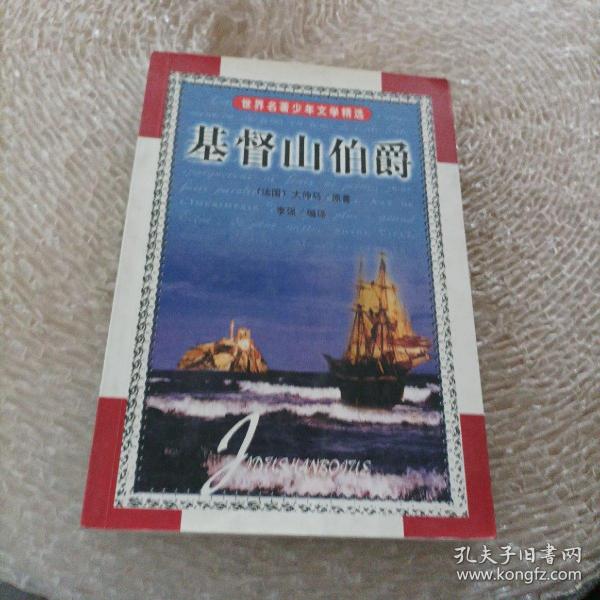 世界名著少年文学精选
基督山伯爵
(法国)大仲马/原著
李强/编译
JIDUSHANBOJUE
孔夫子旧书网
www.kongfz.com